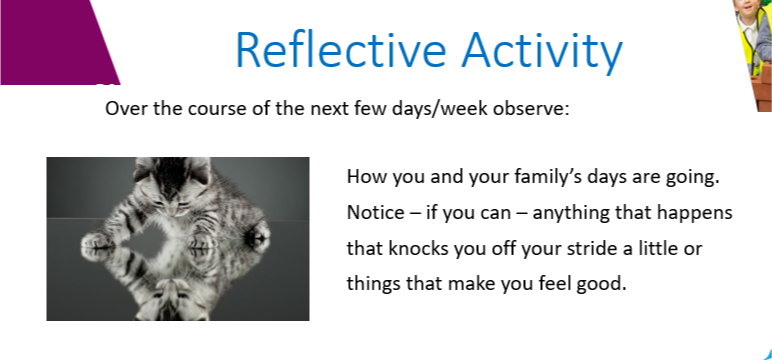 Reflective Activity
Over the course of the next few days/week observe:
How you and your family’s days are going.
Notice – if you can – anything that happens
that knocks you off your stride a little or
things that make you feel good.